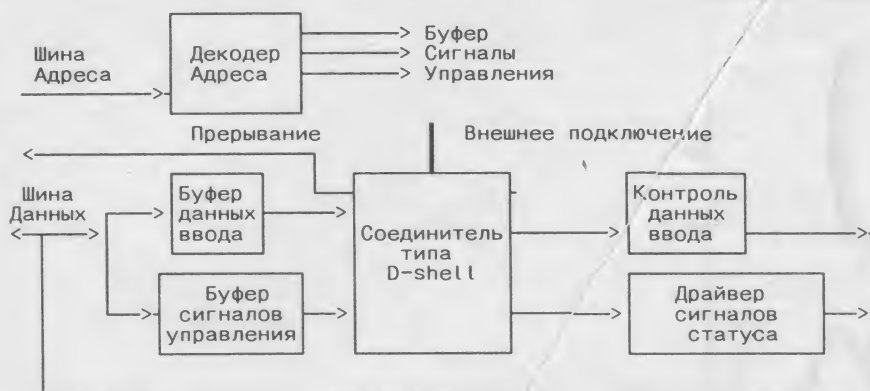 Шина
Адреса
Декодер
Адреса
Буфер
Сигналы
Управления
Прерывание
Внешнее подключение
Шина
Данных
Буфер
данных
ввода
Соединитель
типа
D-shell
Контроль
данных
ввода
Буфер
сигналов
управления
Драйвер
сигналов
статуса